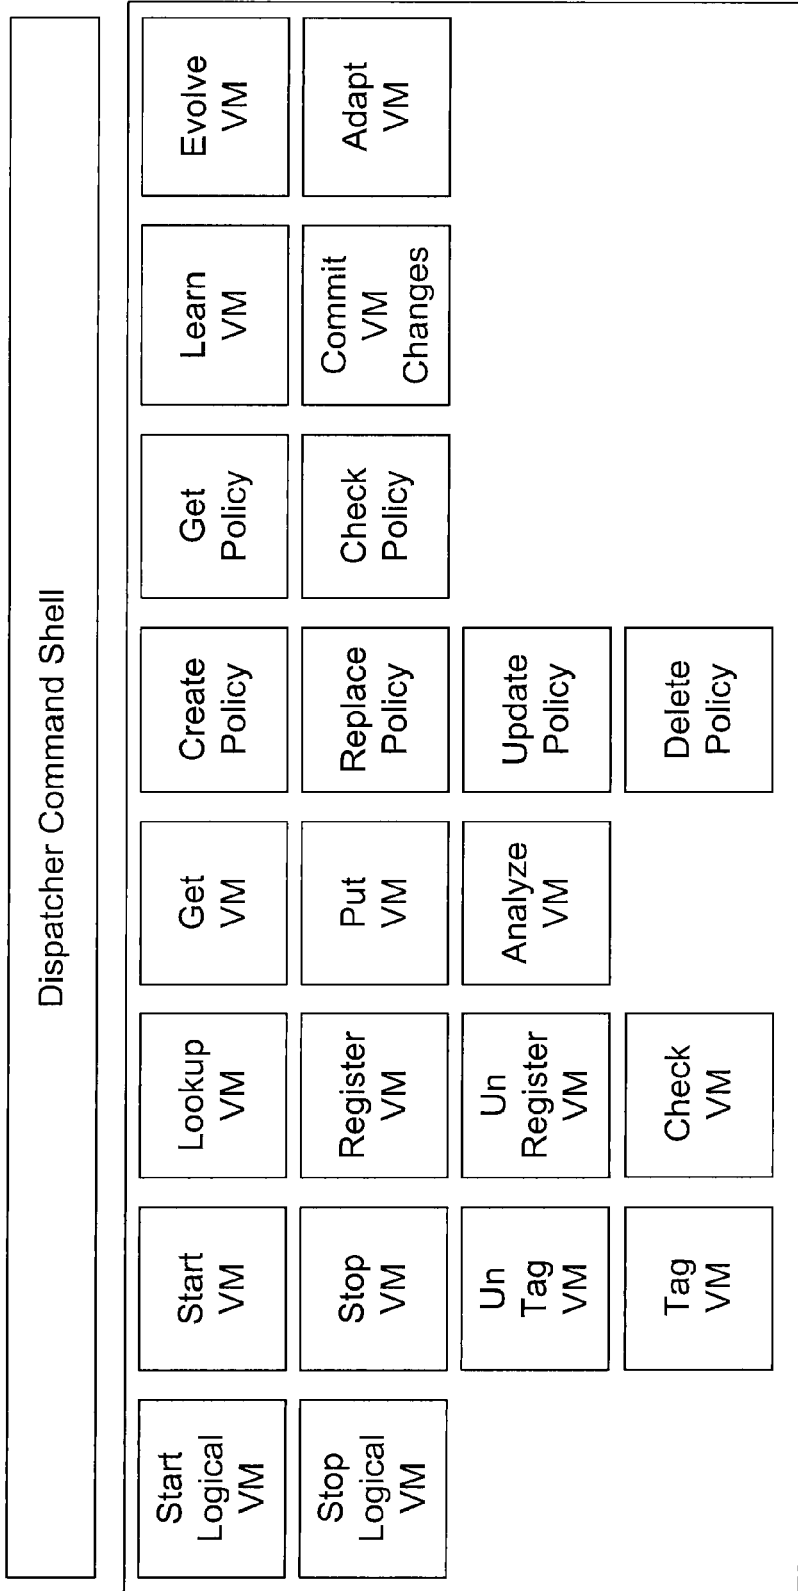 Dispatcher Command Shell
Start
Logical
VM
Start
VM
Lookup
VM
Get
VM
Create
Policy
Get
Policy
Learn
VM
Evolve
VM
Stop
Logical
VM
Stop
VM
Register
VM
Put
VM
Replace
Policy
Check
Policy
Commit
VM
Changes
Adapt
VM
Un
Tag
VM
Un
Register
VM
Analyze
VM
Update
Policy
Tag
VM
Check
VM
Delete
Policy